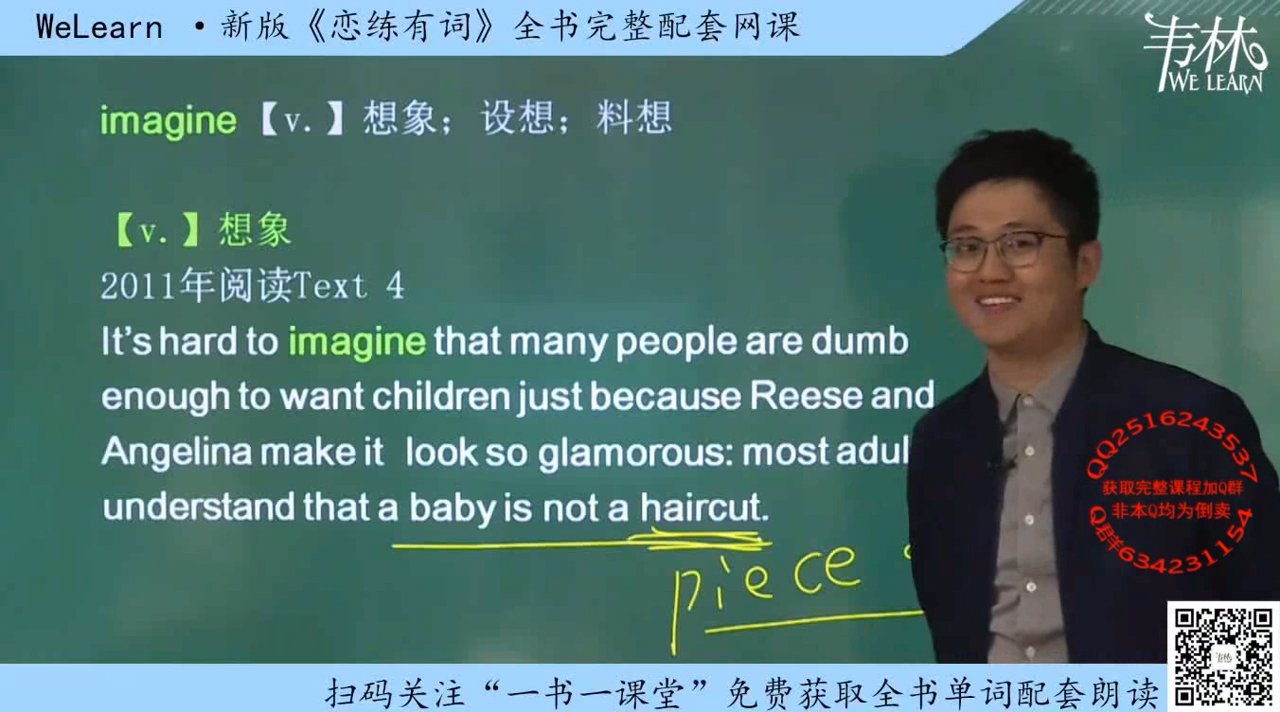 WeLearn ·新版《恋练有词》全书完整配套网课
韦林
WE LEARN
imagine【v.】想象；设想；料想
【v.】想象
2011年阅读Text 4
It's hard to imagine that many people are dumb
enough to want children just because Reese and
Angelina make it look so glamorous: most adul
understand that a baby is not a haircut.
piece
QQ2516243537
获取完整课程加Q群
非本Q均为倒卖
Q群634231154
扫码关注“一书一课堂”免费获取全书单词配套朗读